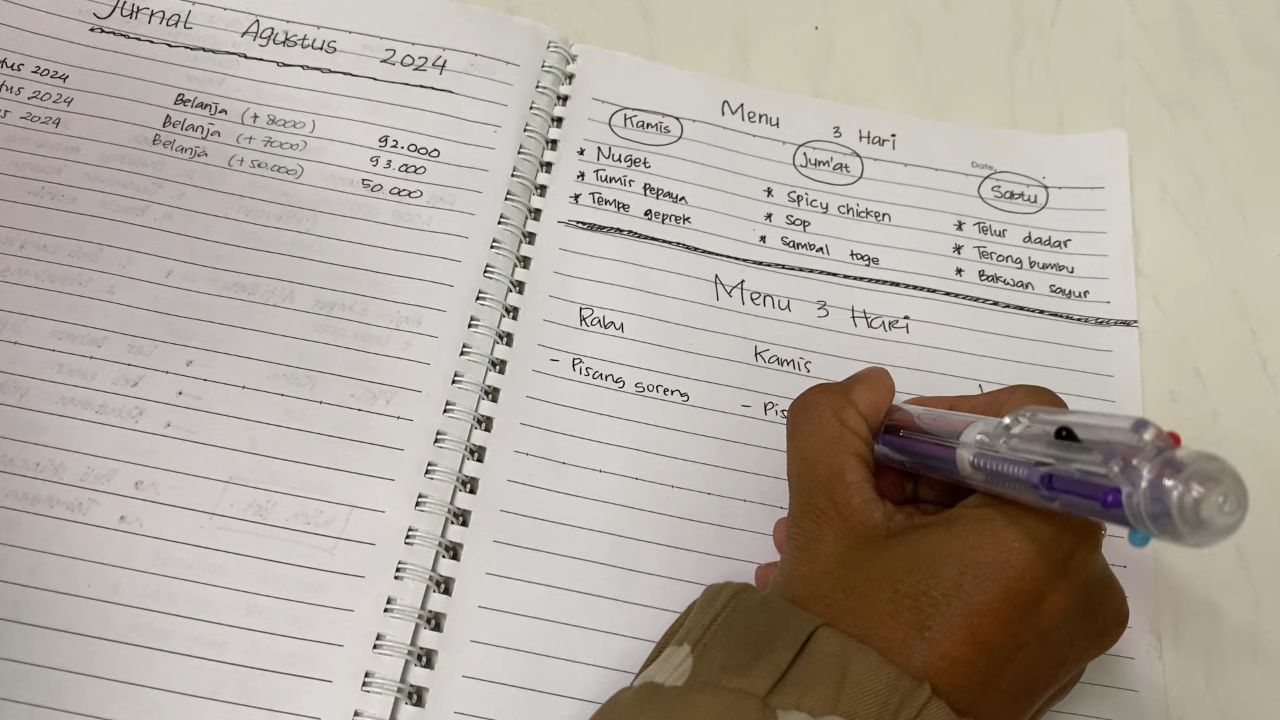 Jurnal Agustus 2024
2024 Belanja (+ 8000) 92.000
2024 Belanja (+ 7000) 93.000
2024 Belanja (+ 50.000) 50.000
Menu 3 Hari
Date
Kamis
* Nuget
* Tumis pepaya
* Tempe geprek
Jum'at
* Spicy chicken
* Sop
* Sambal toge
Sabtu
* Telur dadar
* Terong bumbu
* Bakwan sayur
Menu 3 Hari
Rabu
- Pisang goreng
Kamis
- Pis